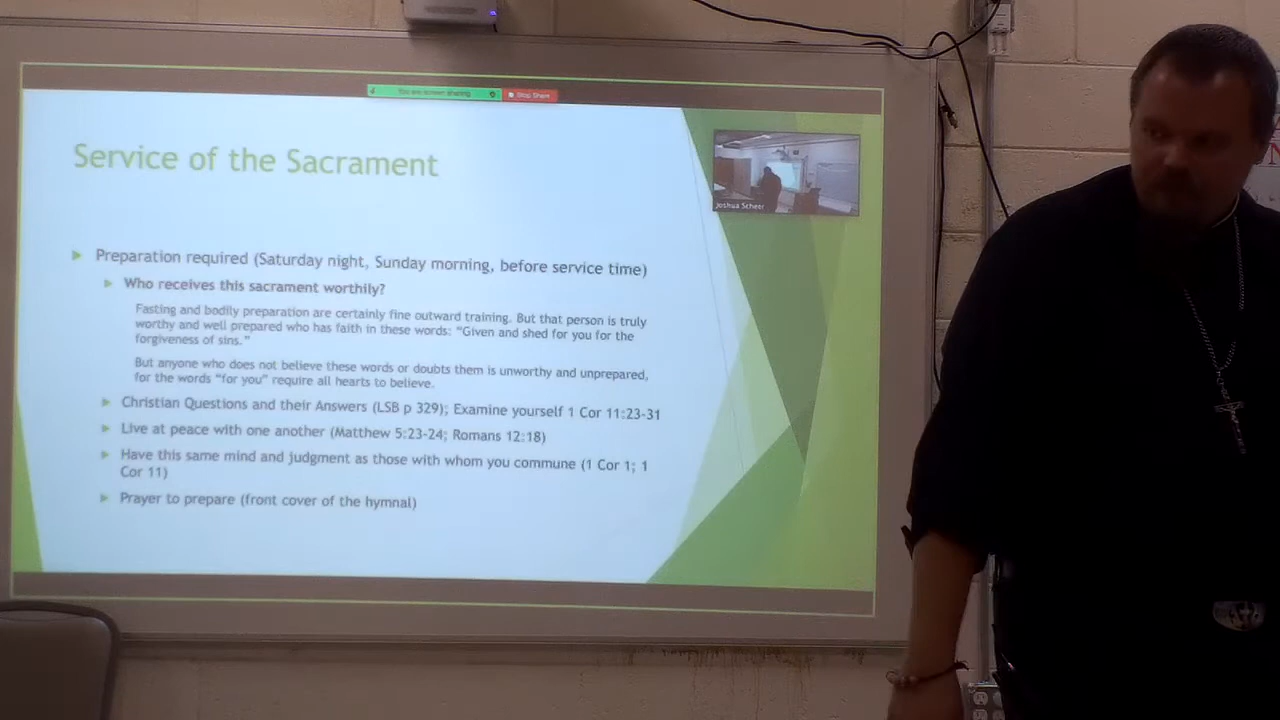 You are screen sharing
Stop Share
Service of the Sacrament
Joshua Scheer
Preparation required (Saturday night, Sunday morning, before service time)
Who receives this sacrament worthily?
Fasting and bodily preparation are certainly fine outward training. But that person is truly
worthy and well prepared who has faith in these words: “Given and shed for you for the
forgiveness of sins.”
But anyone who does not believe these words or doubts them is unworthy and unprepared,
for the words “for you” require all hearts to believe.
Christian Questions and their Answers (LSB p 329); Examine yourself 1 Cor 11:23-31
Live at peace with one another (Matthew 5:23-24; Romans 12:18)
Have this same mind and judgment as those with whom you commune (1 Cor 1; 1
Cor 11)
Prayer to prepare (front cover of the hymnal)